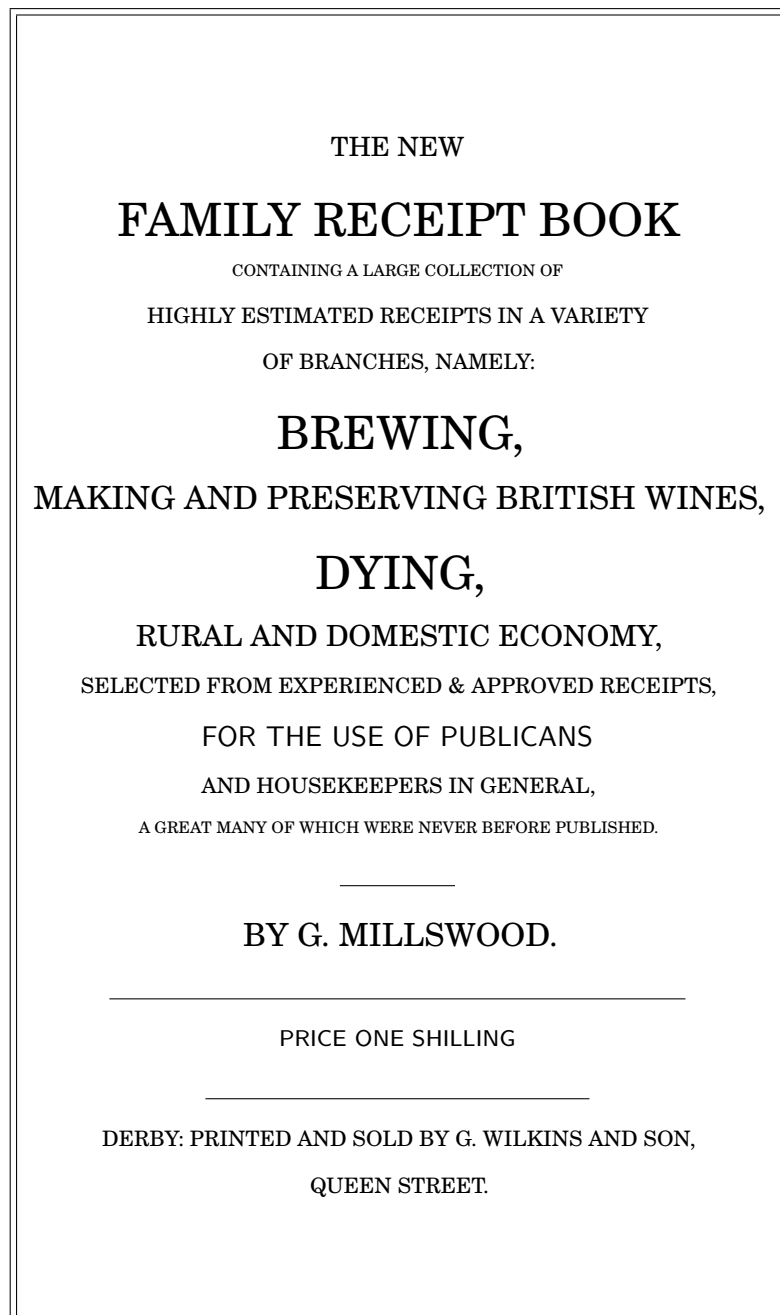 THE NEW
FAMILY RECEIPT BOOK
CONTAINING A LARGE COLLECTION OF
HIGHLY ESTIMATED RECEIPTS IN A VARIETY
OF BRANCHES, NAMELY:
BREWING,
MAKING AND PRESERVING BRITISH WINES,
DYING,
RURAL AND DOMESTIC ECONOMY,
SELECTED FROM EXPERIENCED & APPROVED RECEIPTS,
FOR THE USE OF PUBLICANS
AND HOUSEKEEPERS IN GENERAL,
A GREAT MANY OF WHICH WERE NEVER BEFORE PUBLISHED.
BY G. MILLSWOOD.
PRICE ONE SHILLING
DERBY: PRINTED AND SOLD BY G. WILKINS AND SON,
QUEEN STREET.